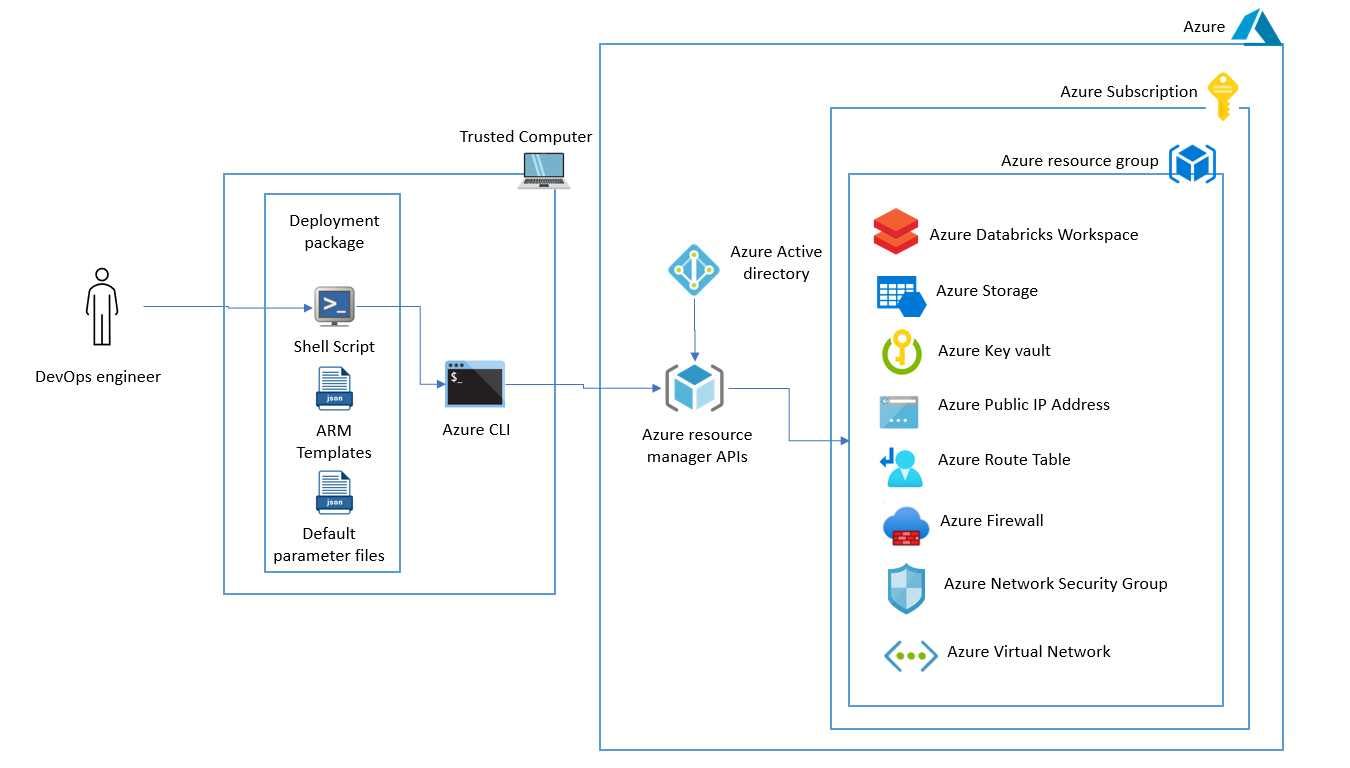 Azure
Azure Subscription
Trusted Computer
Azure resource group
Deployment
package
Azure Databricks Workspace
Azure Active
directory
Azure Storage
>_
Shell Script
Azure Key vault
DevOps engineer
$_
json
Azure Public IP Address
ARM
Templates
Azure CLI
Azure resource
manager APIs
Azure Route Table
json
Azure Firewall
Default
parameter files
Azure Network Security Group
Azure Virtual Network